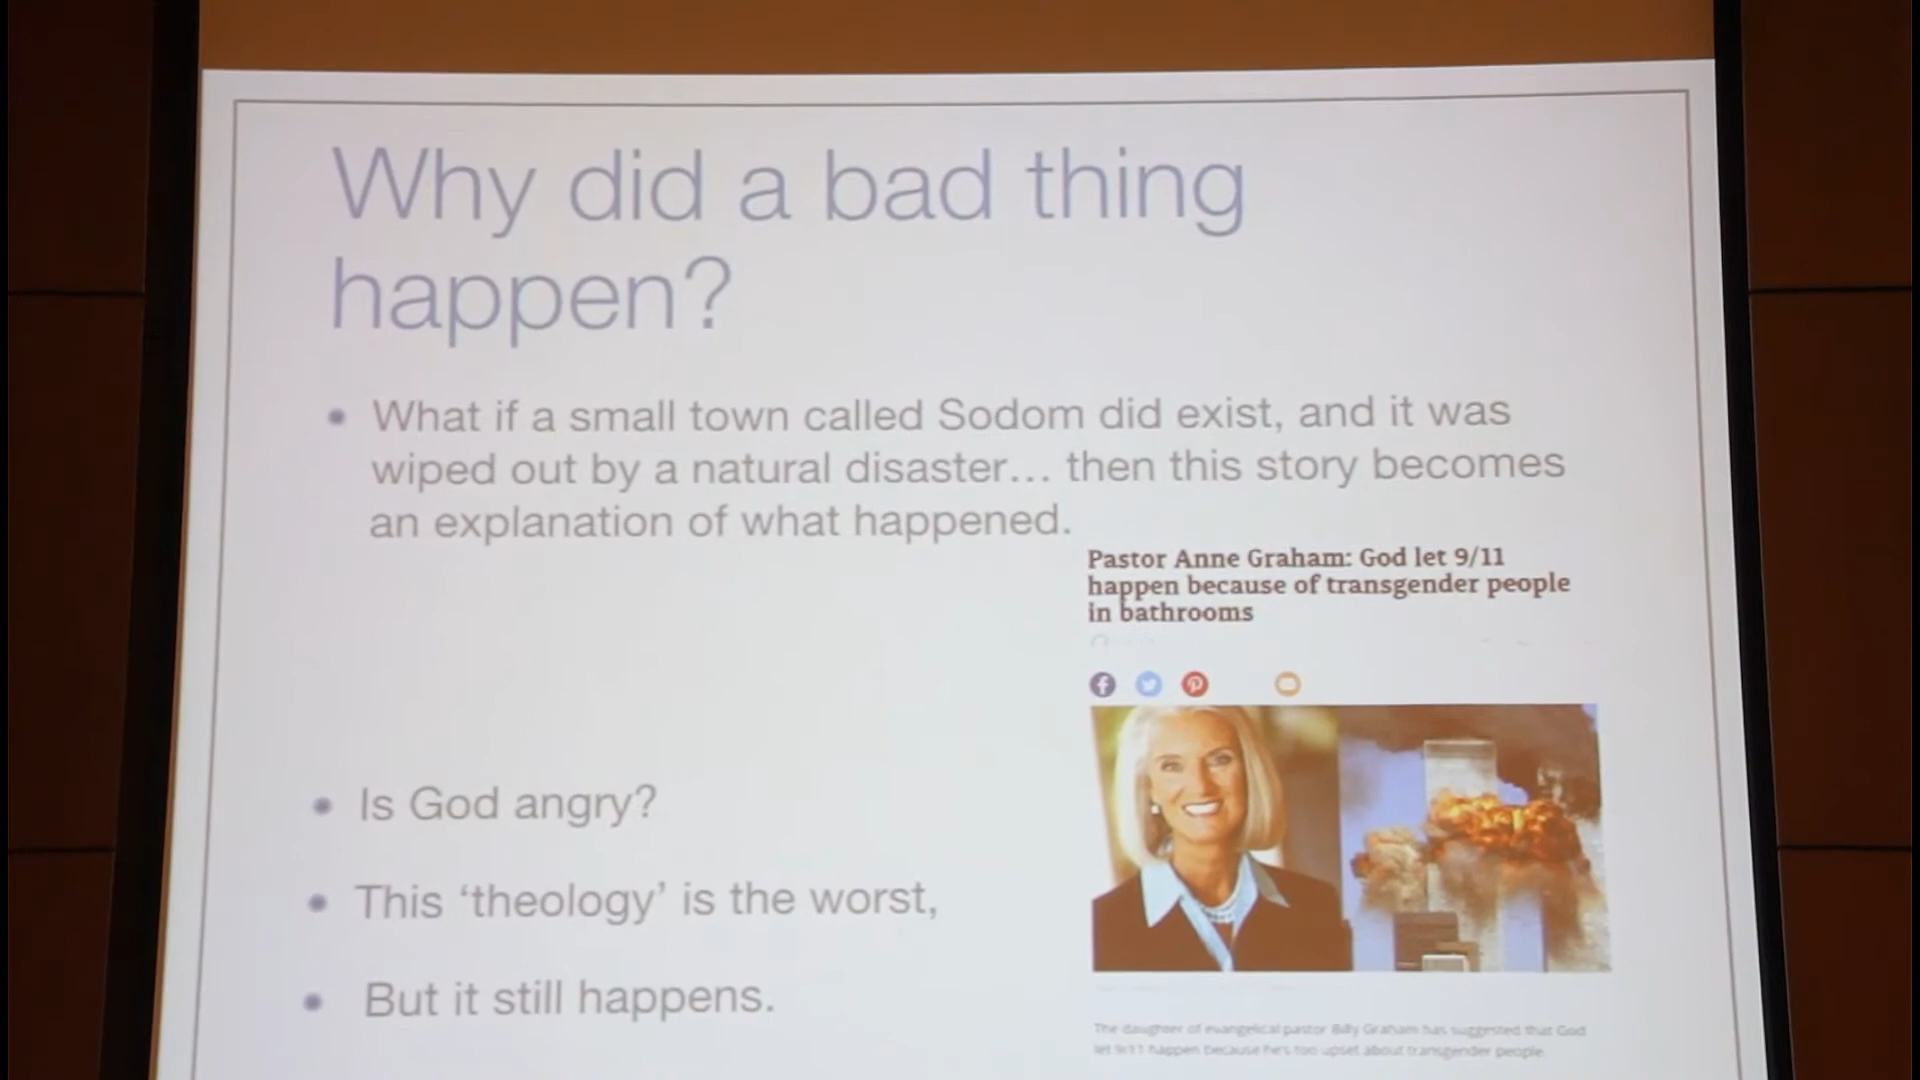 Why did a bad thing
happen?
What if a small town called Sodom did exist, and it was
wiped out by a natural disaster... then this story becomes
an explanation of what happened.
Pastor Anne Graham: God let 9/11
happen because of transgender people
in bathrooms
Is God angry?
This ‘theology’ is the worst,
But it still happens.
The daughter of evangelical pastor Billy Graham has suggested that God
let 9/11 happen because he's too upset about transgender people.